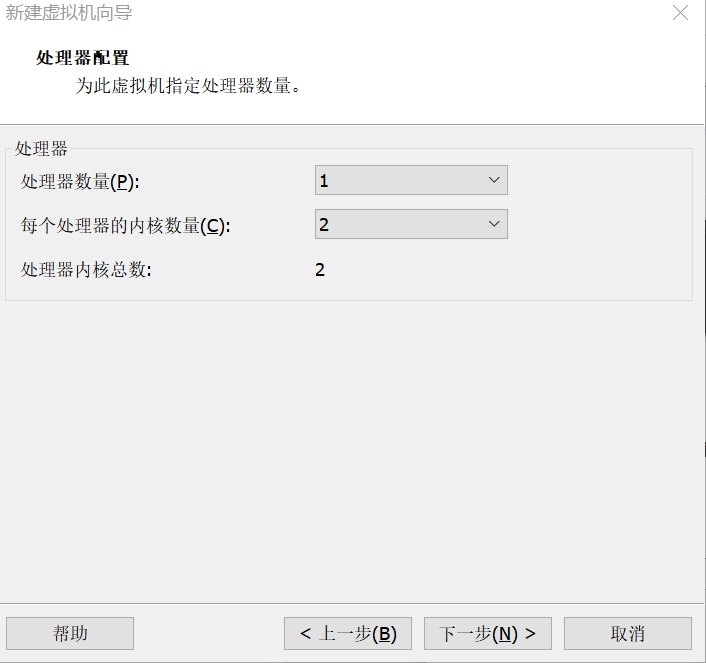 新建虚拟机向导
处理器配置
为此虚拟机指定处理器数量。
处理器
处理器数量(P): 1
每个处理器的内核数量(C): 2
处理器内核总数: 2
帮助 < 上一步(B) 下一步(N) > 取消